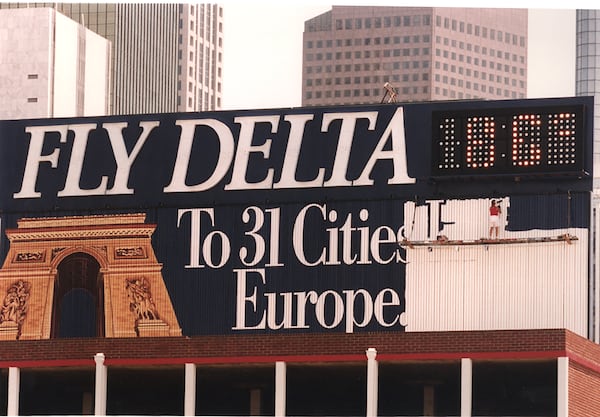 FLY DELTA
To 31 Cities
Europe.